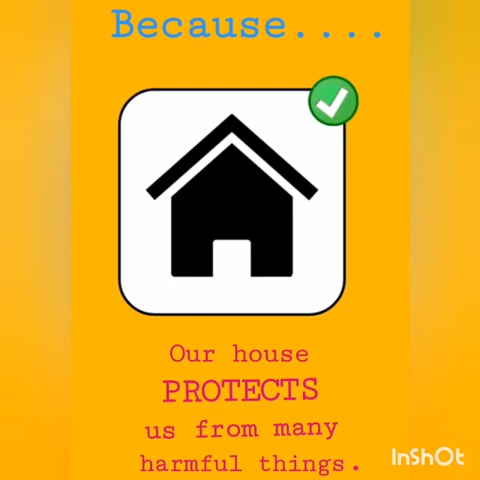 Because....
Our house
PROTECTS
us from many
harmful things.
InShOt